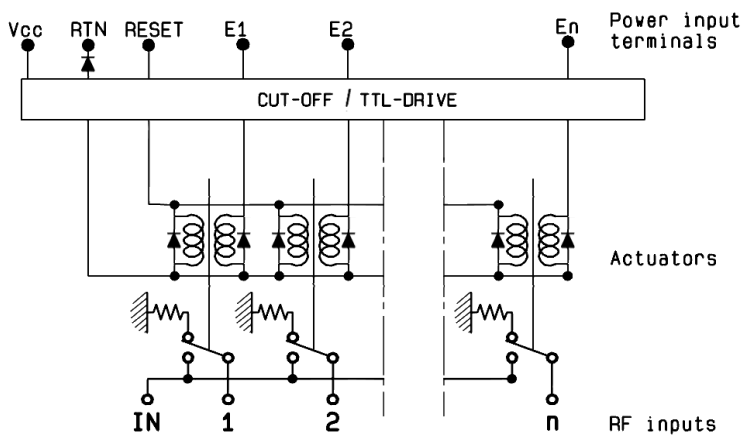 Vcc RTN RESET E1 E2 En Power input
terminals
CUT-OFF / TTL-DRIVE
Actuators
IN 1 2 n RF inputs